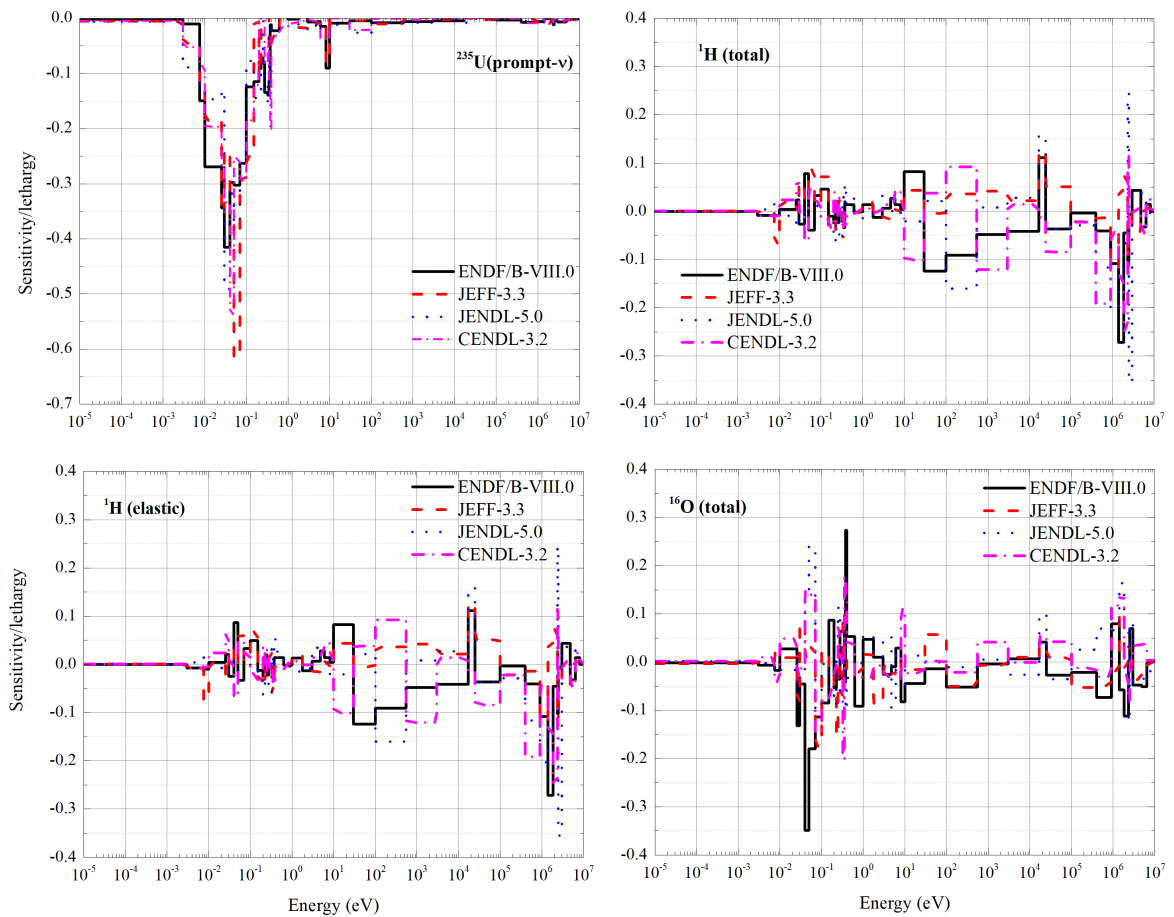 0.0
-0.1
-0.2
-0.3
-0.4
-0.5
-0.6
-0.7
Sensitivity/lethargy
²³⁵U(prompt-ν)
ENDF/B-VIII.0
JEFF-3.3
JENDL-5.0
CENDL-3.2
10⁻⁵ 10⁻⁴ 10⁻³ 10⁻² 10⁻¹ 10⁰ 10¹ 10² 10³ 10⁴ 10⁵ 10⁶ 10⁷
0.4
0.3
0.2
0.1
0.0
-0.1
-0.2
-0.3
-0.4
¹H (total)
ENDF/B-VIII.0
JEFF-3.3
JENDL-5.0
CENDL-3.2
10⁻⁵ 10⁻⁴ 10⁻³ 10⁻² 10⁻¹ 10⁰ 10¹ 10² 10³ 10⁴ 10⁵ 10⁶ 10⁷
0.4
0.3
0.2
0.1
0.0
-0.1
-0.2
-0.3
-0.4
Sensitivity/lethargy
¹H (elastic)
ENDF/B-VIII.0
JEFF-3.3
JENDL-5.0
CENDL-3.2
10⁻⁵ 10⁻⁴ 10⁻³ 10⁻² 10⁻¹ 10⁰ 10¹ 10² 10³ 10⁴ 10⁵ 10⁶ 10⁷
Energy (eV)
0.4
0.3
0.2
0.1
0.0
-0.1
-0.2
-0.3
-0.4
¹⁶O (total)
ENDF/B-VIII.0
JEFF-3.3
JENDL-5.0
CENDL-3.2
10⁻⁵ 10⁻⁴ 10⁻³ 10⁻² 10⁻¹ 10⁰ 10¹ 10² 10³ 10⁴ 10⁵ 10⁶ 10⁷
Energy (eV)